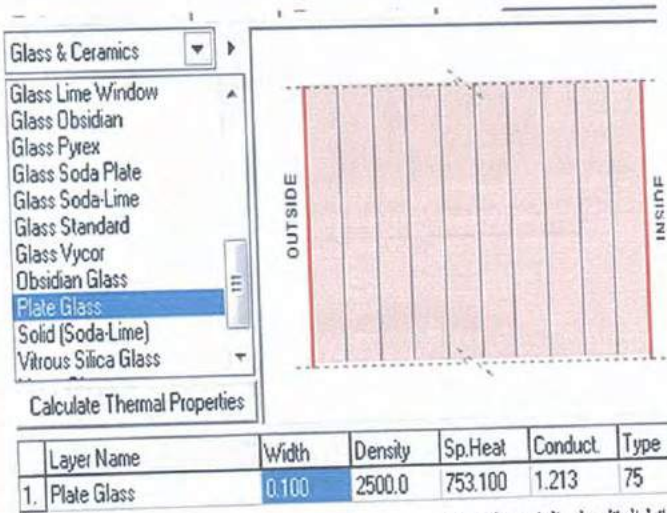 Glass & Ceramics
Glass Lime Window
Glass Obsidian
Glass Pyrex
Glass Soda Plate
Glass Soda-Lime
Glass Standard
Glass Vycor
Obsidian Glass
Plate Glass
Solid (Soda-Lime)
Vitrous Silica Glass
Calculate Thermal Properties
OUTSIDE
INSIDE
Layer Name Width Density Sp.Heat Conduct. Type
1. Plate Glass 0.100 2500.0 753.100 1.213 75